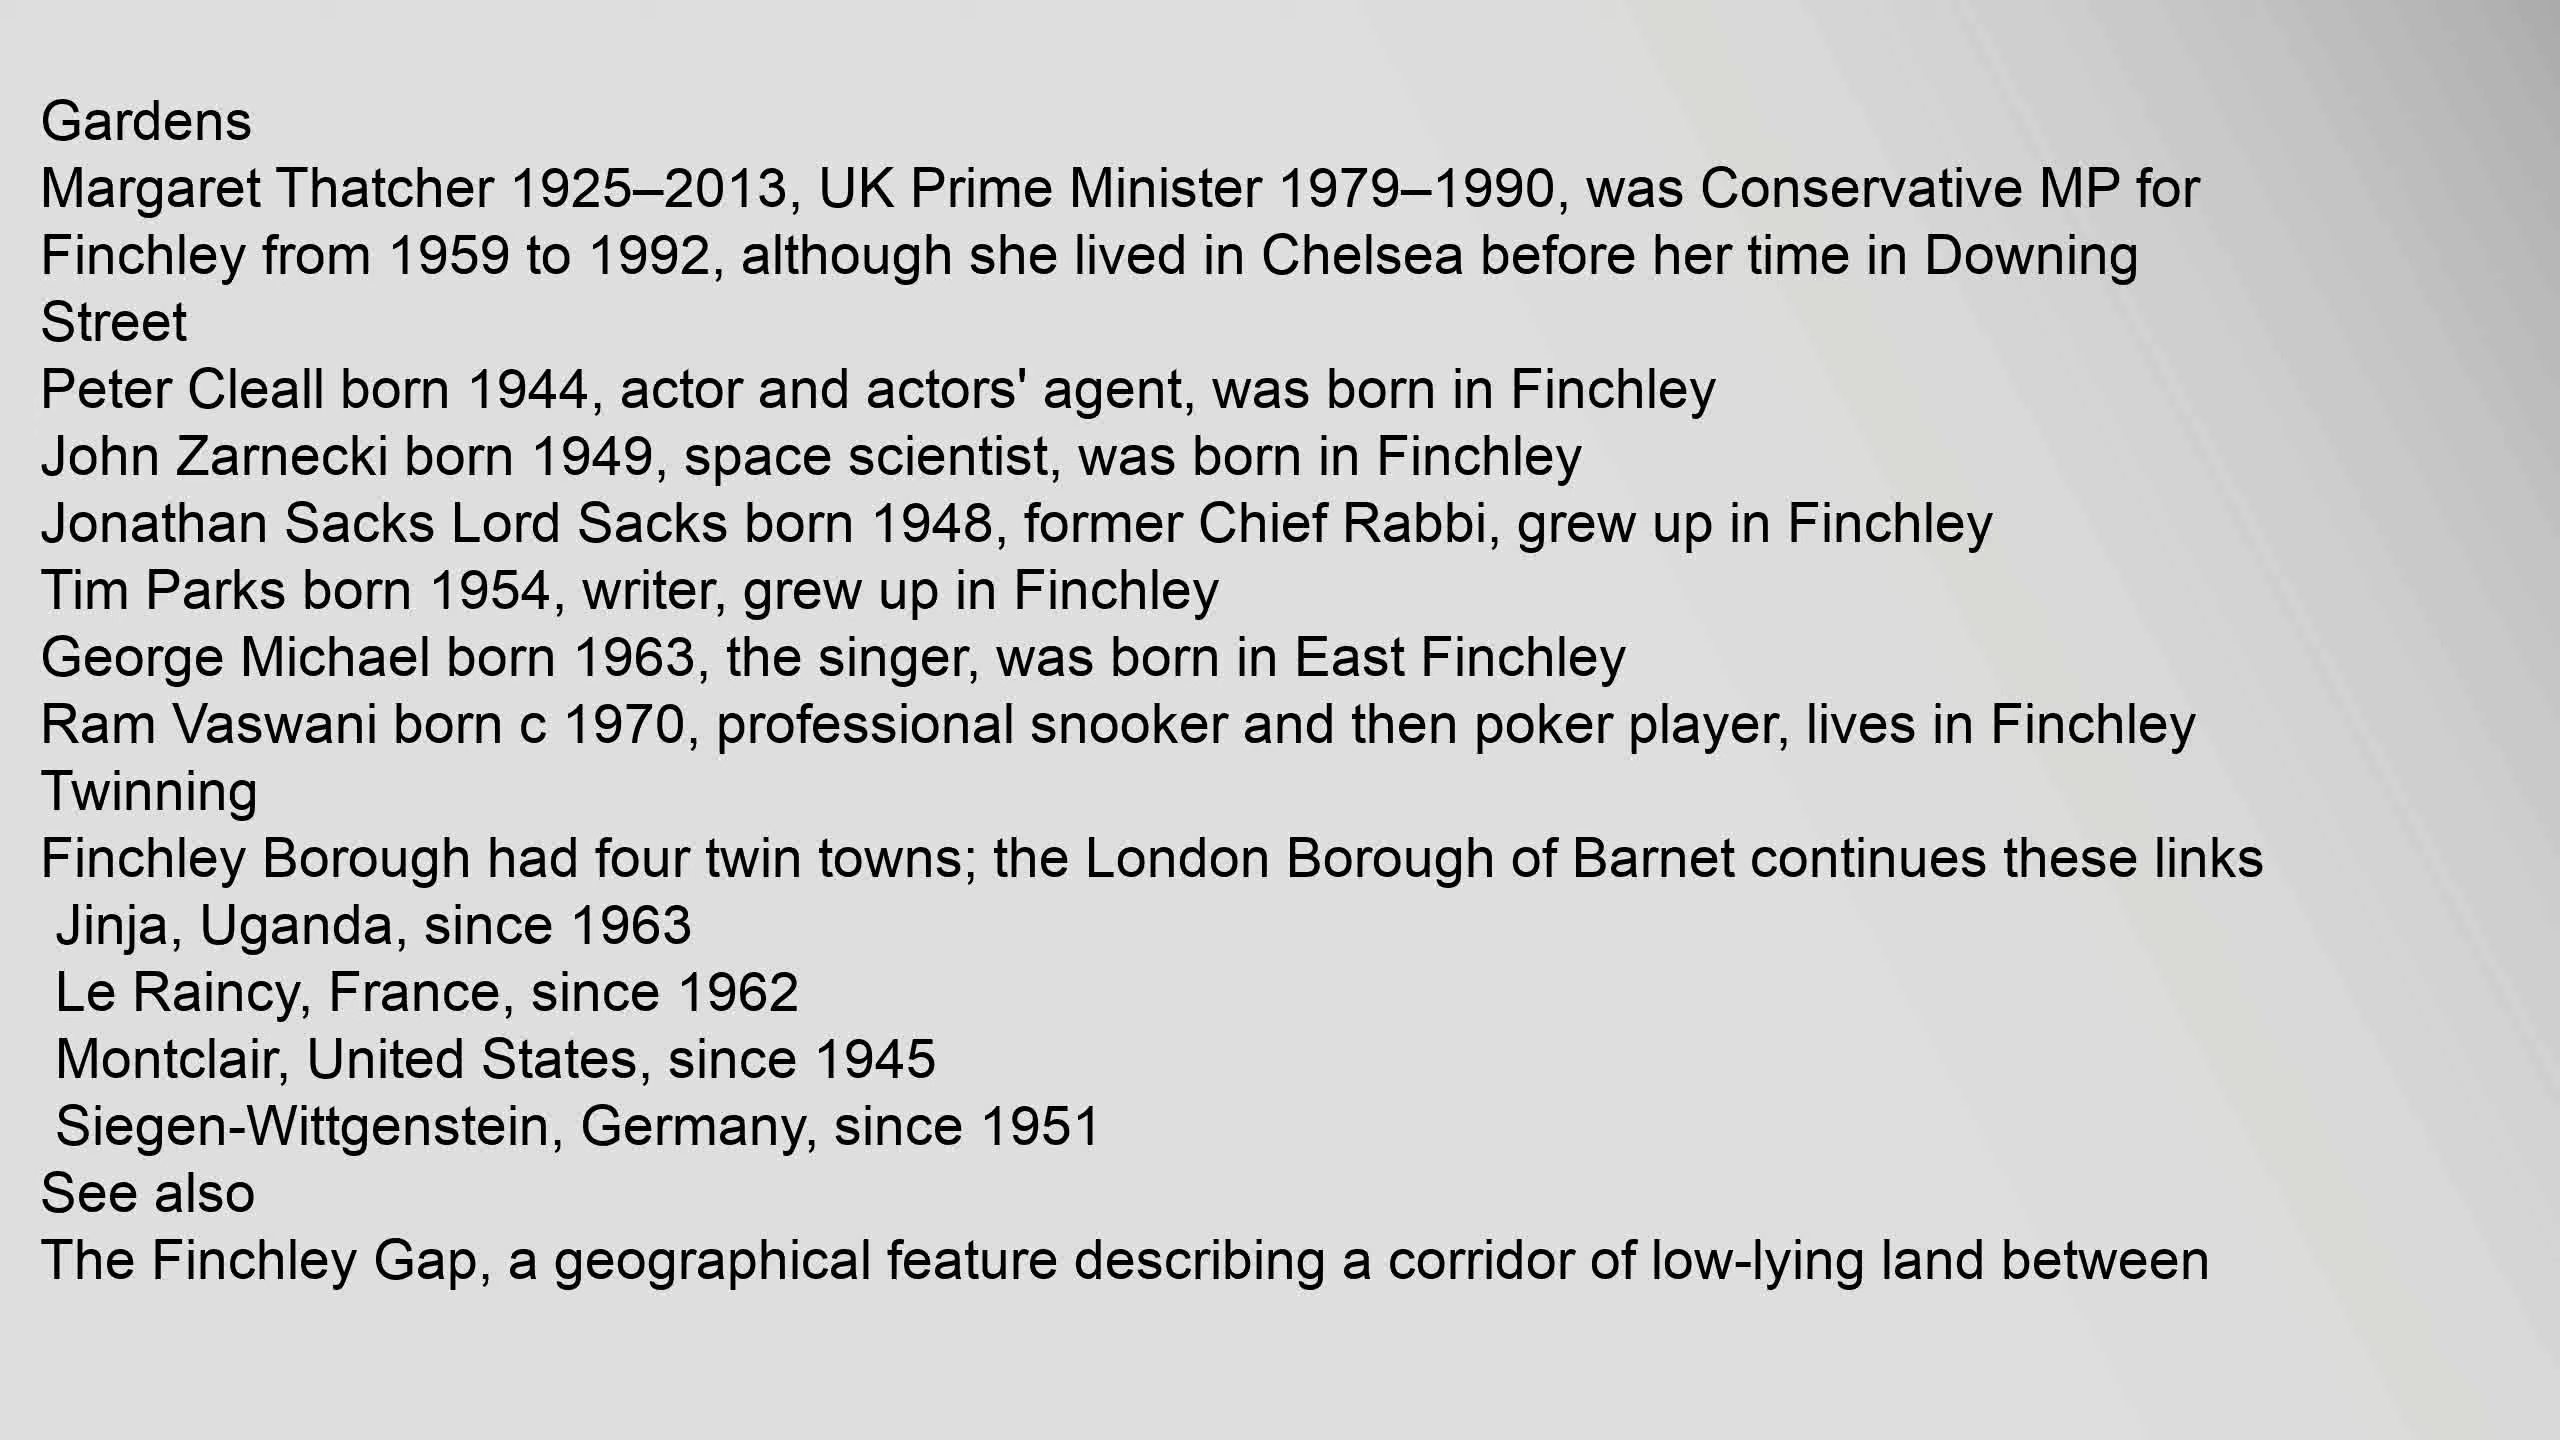 Gardens
Margaret Thatcher 1925–2013, UK Prime Minister 1979–1990, was Conservative MP for
Finchley from 1959 to 1992, although she lived in Chelsea before her time in Downing
Street
Peter Cleall born 1944, actor and actors' agent, was born in Finchley
John Zarnecki born 1949, space scientist, was born in Finchley
Jonathan Sacks Lord Sacks born 1948, former Chief Rabbi, grew up in Finchley
Tim Parks born 1954, writer, grew up in Finchley
George Michael born 1963, the singer, was born in East Finchley
Ram Vaswani born c 1970, professional snooker and then poker player, lives in Finchley
Twinning
Finchley Borough had four twin towns; the London Borough of Barnet continues these links
Jinja, Uganda, since 1963
Le Raincy, France, since 1962
Montclair, United States, since 1945
Siegen-Wittgenstein, Germany, since 1951
See also
The Finchley Gap, a geographical feature describing a corridor of low-lying land between